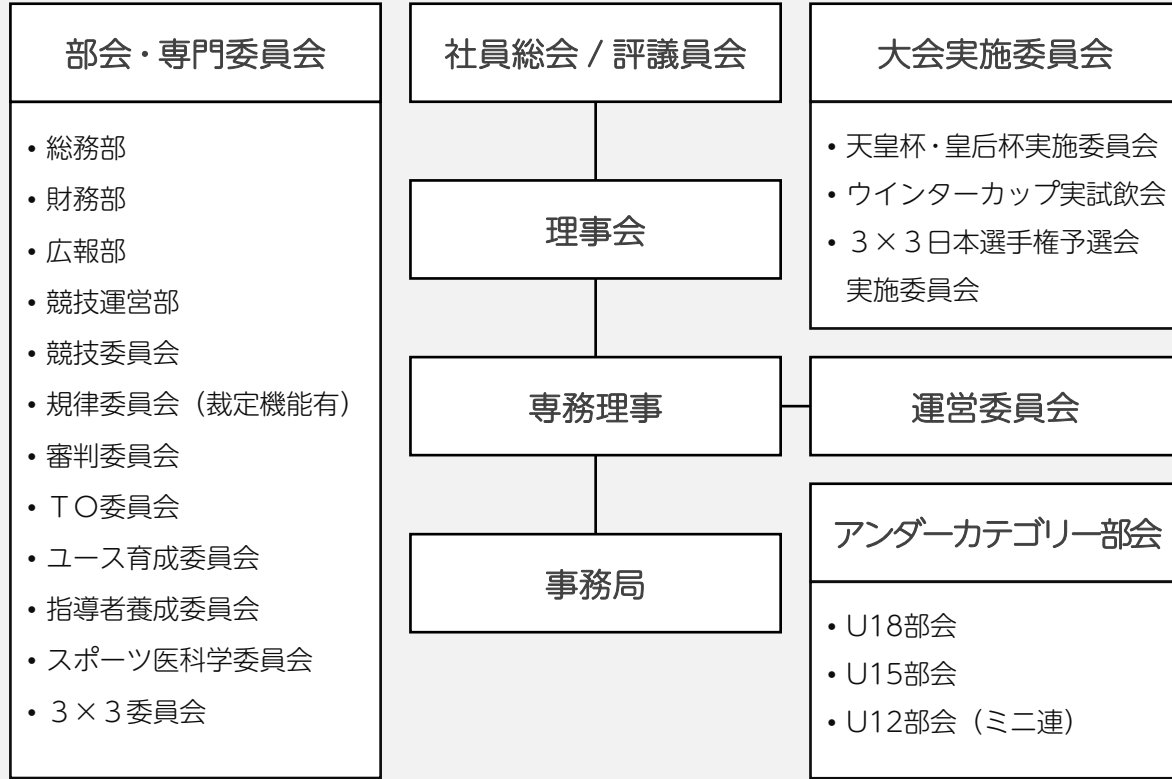 部会・専門委員会
・総務部
・財務部
・広報部
・競技運営部
・競技委員会
・規律委員会（裁定機能有）
・審判委員会
・ＴＯ委員会
・ユース育成委員会
・指導者養成委員会
・スポーツ医科学委員会
・３×３委員会
社員総会 / 評議員会
理事会
専務理事
事務局
大会実施委員会
・天皇杯・皇后杯実施委員会
・ウインターカップ実試飲会
・３×３日本選手権予選会
実施委員会
運営委員会
アンダーカテゴリー部会
・U18部会
・U15部会
・U12部会（ミニ連）